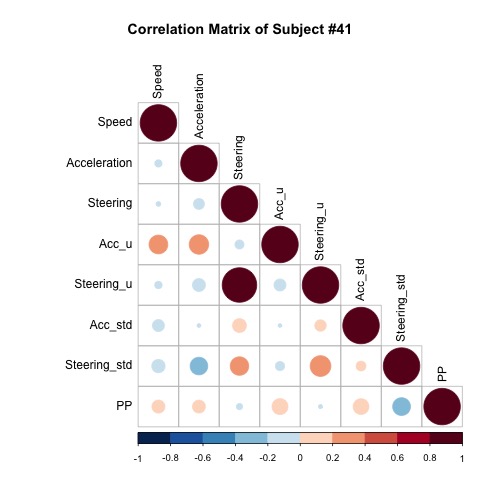 Correlation Matrix of Subject #41
Speed
Acceleration
Steering
Acc_u
Steering_u
Acc_std
Steering_std
PP
Speed
Acceleration
Steering
Acc_u
Steering_u
Acc_std
Steering_std
PP
-1 -0.8 -0.6 -0.4 -0.2 0 0.2 0.4 0.6 0.8 1